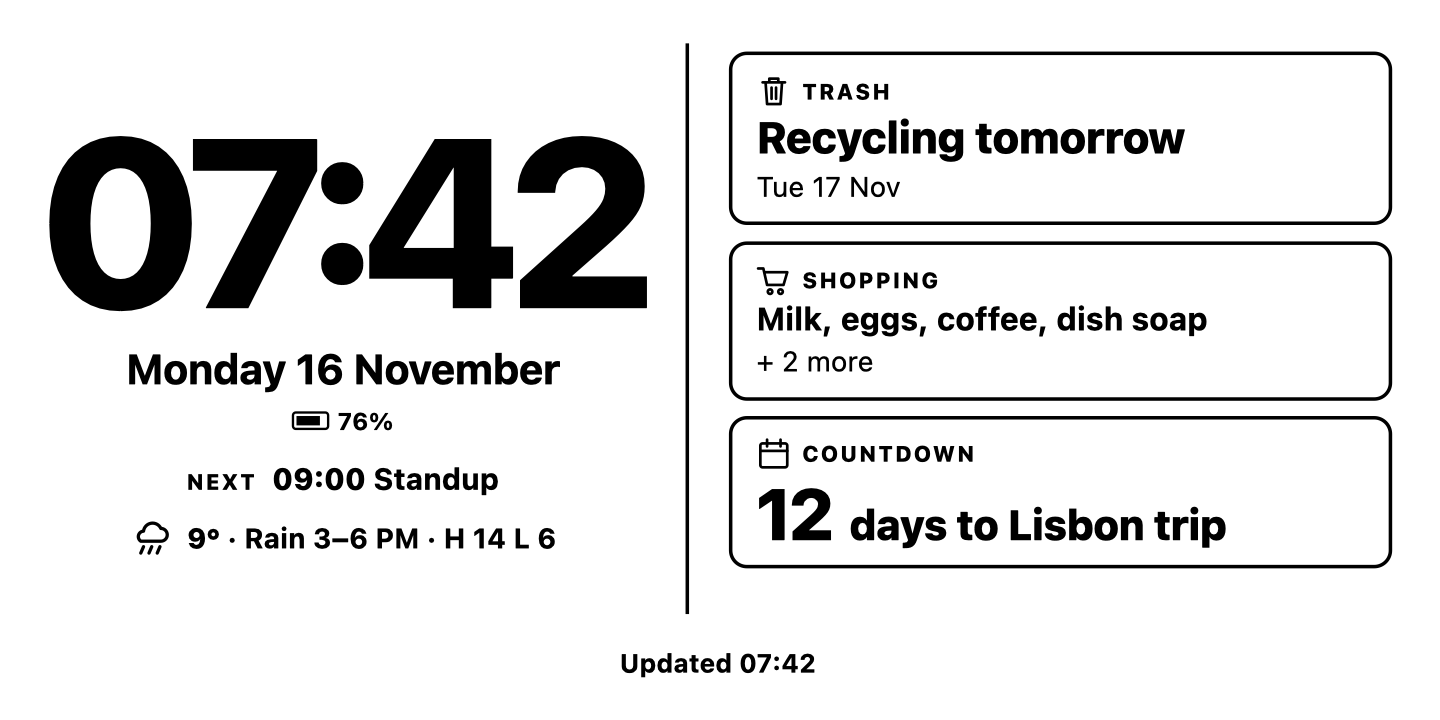 07:42
Monday 16 November
76%
NEXT 09:00 Standup
9° · Rain 3–6 PM · H 14 L 6
TRASH
Recycling tomorrow
Tue 17 Nov
SHOPPING
Milk, eggs, coffee, dish soap
+ 2 more
COUNTDOWN
12 days to Lisbon trip
Updated 07:42